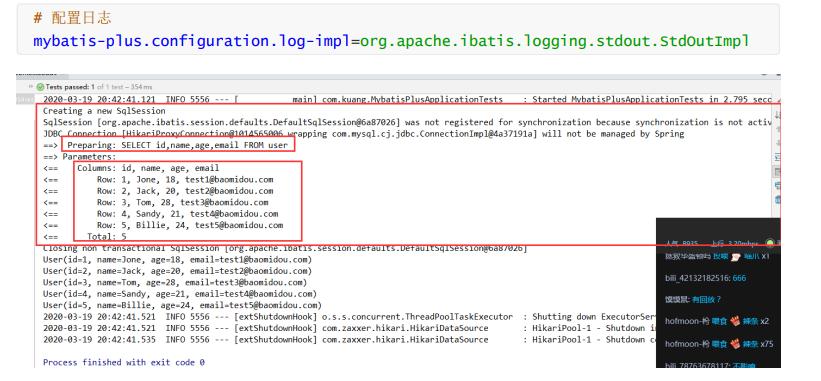 # 配置日志
mybatis-plus.configuration.log-impl=org.apache.ibatis.logging.stdout.StdOutImpl
Tests passed: 1 of 1 test – 354 ms
2020-03-19 20:42:41.121 INFO 5556 --- [ main] com.kuang.MybatisPlusApplicationTests : Started MybatisPlusApplicationTests in 2.795 secc
Creating a new SqlSession
SqlSession [org.apache.ibatis.session.defaults.DefaultSqlSession@6a87026] was not registered for synchronization because synchronization is not activ
JDBC Connection [HikariProxyConnection@1014565006 wrapping com.mysql.cj.jdbc.ConnectionImpl@4a37191a] will not be managed by Spring
==> Preparing: SELECT id,name,age,email FROM user
==> Parameters:
<== Columns: id, name, age, email
<== Row: 1, Jone, 18, test1@baomidou.com
<== Row: 2, Jack, 20, test2@baomidou.com
<== Row: 3, Tom, 28, test3@baomidou.com
<== Row: 4, Sandy, 21, test4@baomidou.com
<== Row: 5, Billie, 24, test5@baomidou.com
<== Total: 5
Closing non transactional SqlSession [org.apache.ibatis.session.defaults.DefaultSqlSession@6a87026]
User(id=1, name=Jone, age=18, email=test1@baomidou.com)
User(id=2, name=Jack, age=20, email=test2@baomidou.com)
User(id=3, name=Tom, age=28, email=test3@baomidou.com)
User(id=4, name=Sandy, age=21, email=test4@baomidou.com)
User(id=5, name=Billie, age=24, email=test5@baomidou.com)
2020-03-19 20:42:41.521 INFO 5556 --- [extShutdownHook] o.s.s.concurrent.ThreadPoolTaskExecutor : Shutting down ExecutorSer
2020-03-19 20:42:41.521 INFO 5556 --- [extShutdownHook] com.zaxxer.hikari.HikariDataSource : HikariPool-1 - Shutdown i
2020-03-19 20:42:41.535 INFO 5556 --- [extShutdownHook] com.zaxxer.hikari.HikariDataSource : HikariPool-1 - Shutdown c
Process finished with exit code 0
人气 8935 上行 3.20mbps
投喂 x1
bili_42132182516: 666
馍馍鼠: 有回放？
hofmoon-枍 喂食 辣条 x2
hofmoon-枍 喂食 辣条 x75
bili_78763678117: 不影响